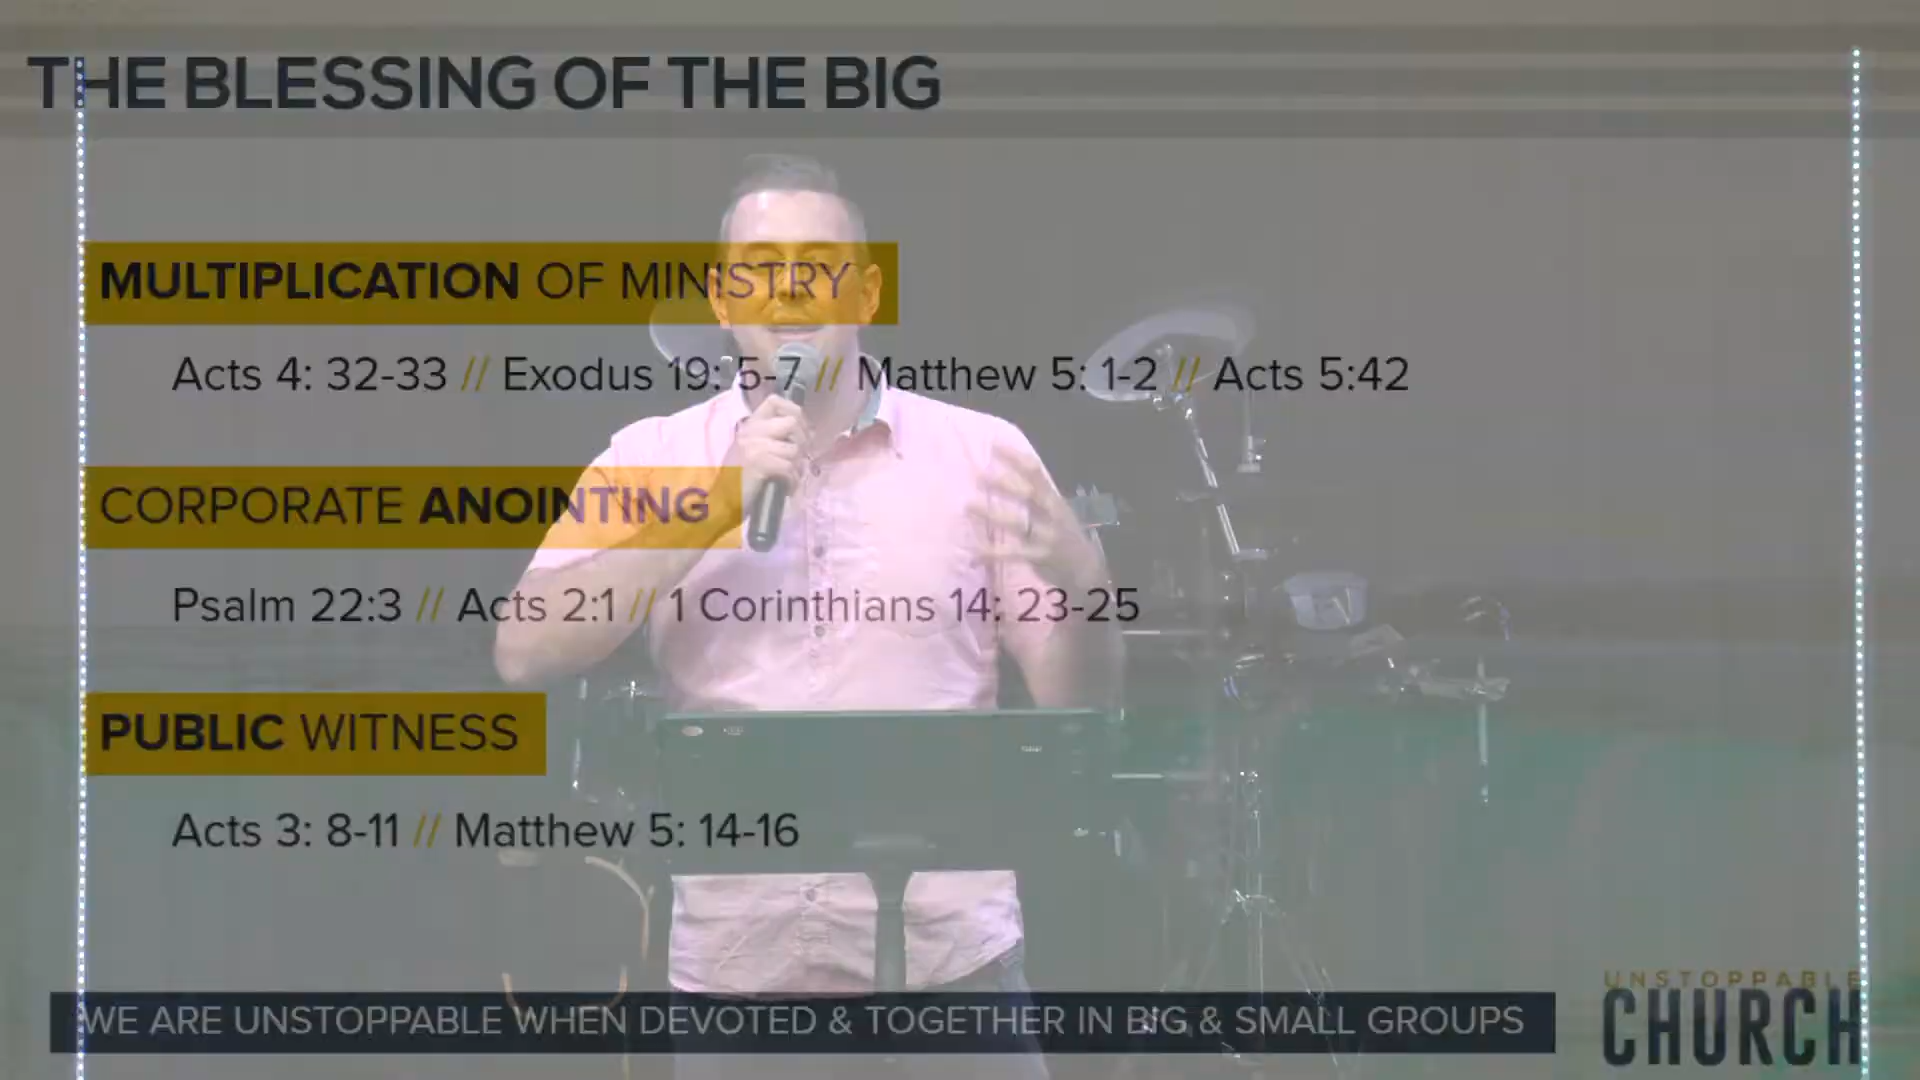 THE BLESSING OF THE BIG
MULTIPLICATION OF MINISTRY
Acts 4: 32-33 // Exodus 19: 5-7 // Matthew 5: 1-2 // Acts 5:42
CORPORATE ANOINTING
Psalm 22:3 // Acts 2:1 // 1 Corinthians 14: 23-25
PUBLIC WITNESS
Acts 3: 8-11 // Matthew 5: 14-16
WE ARE UNSTOPPABLE WHEN DEVOTED & TOGETHER IN BIG & SMALL GROUPS
UNSTOPPABLE
CHURCH